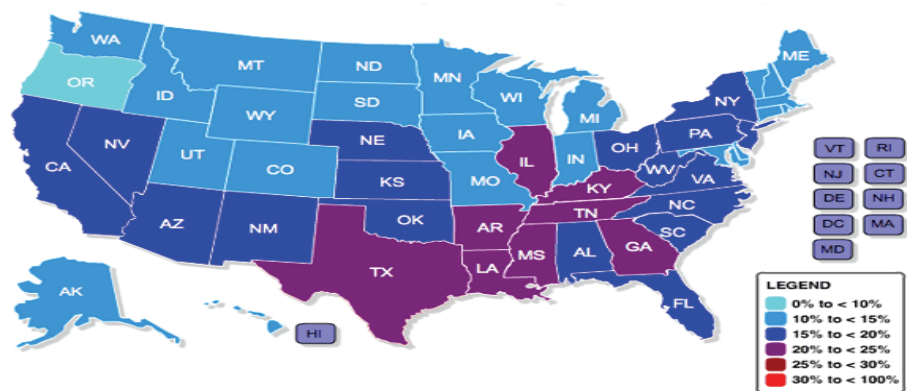 WA
MT
ND
MN
ME
OR
ID
SD
WI
MI
NY
WY
IA
PA
NE
OH
NV
IL
IN
UT
CO
WV
VA
CA
KS
MO
KY
NC
TN
OK
AR
SC
AZ
NM
MS
AL
GA
TX
LA
FL
AK
HI
VT RI
NJ CT
DE NH
DC MA
MD
LEGEND
0% to < 10%
10% to < 15%
15% to < 20%
20% to < 25%
25% to < 30%
30% to < 100%